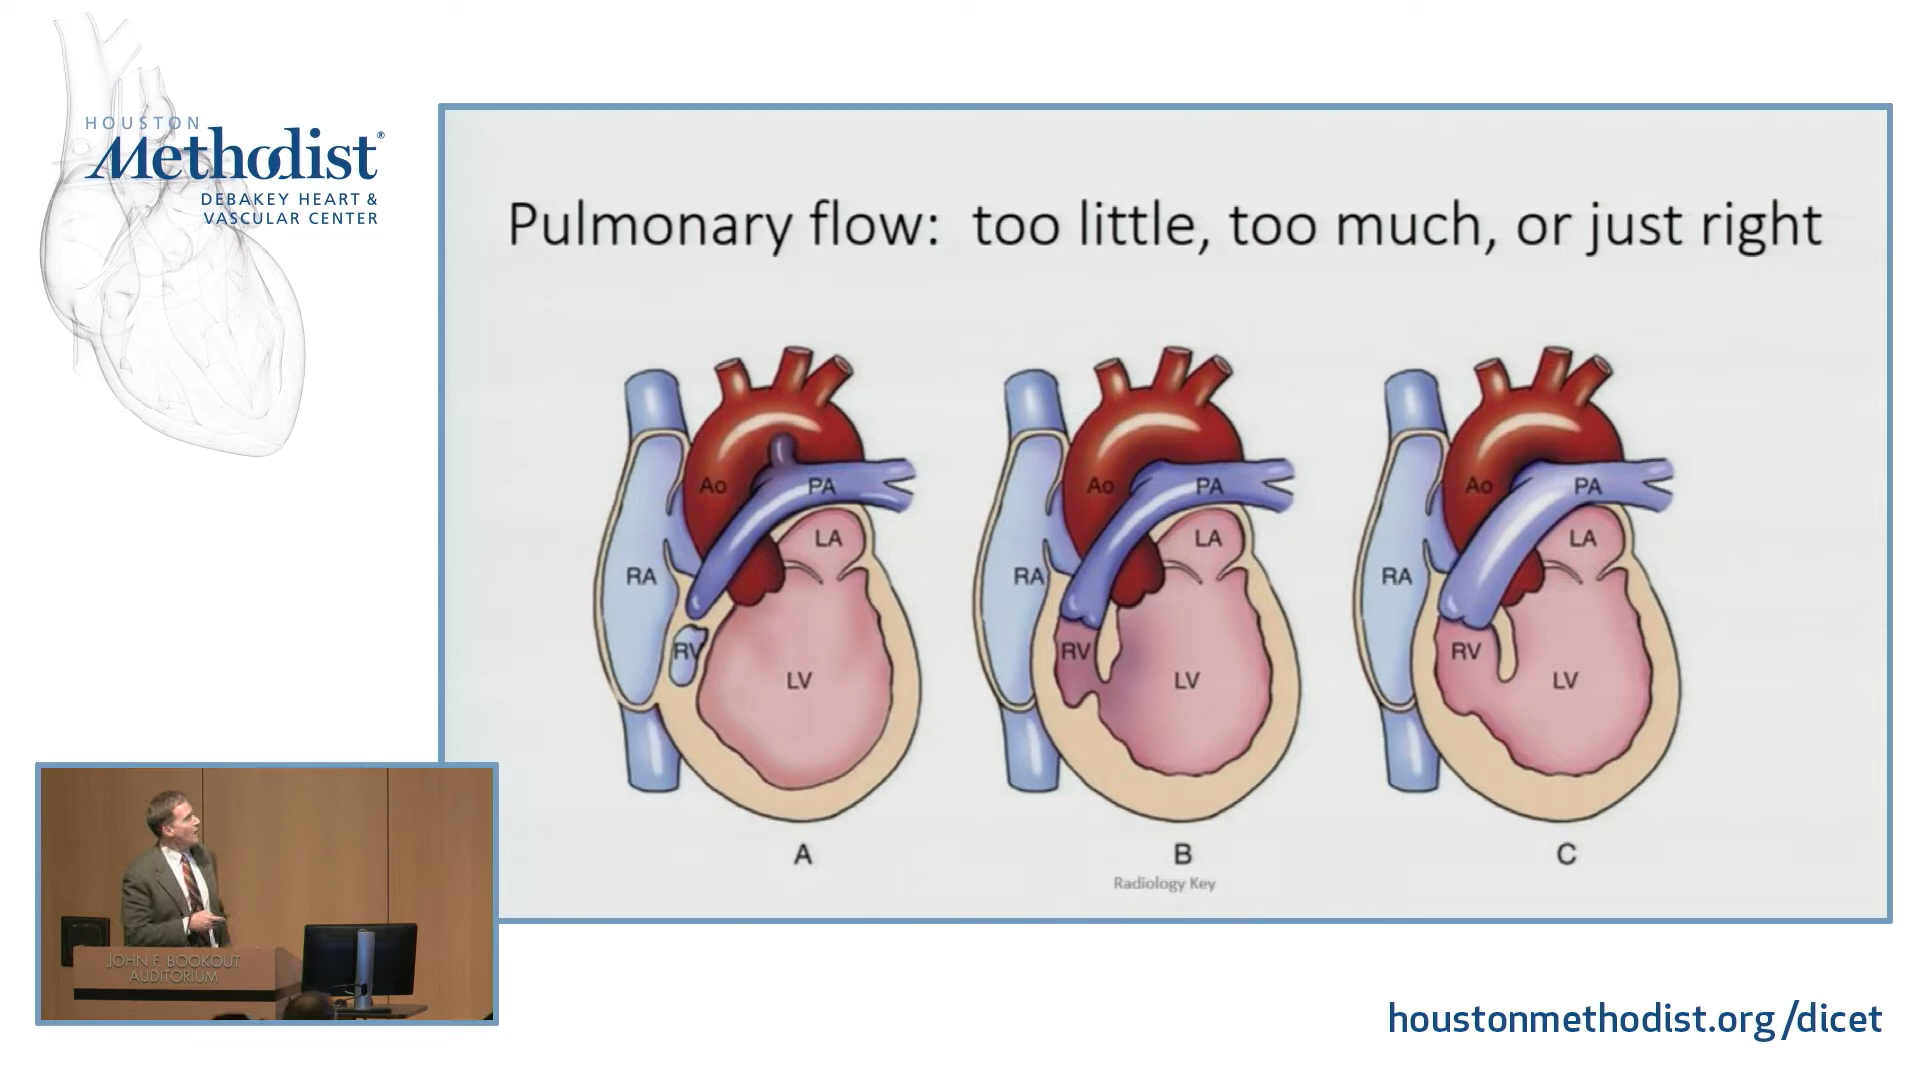 HOUSTON
Methodist®
DEBAKEY HEART &
VASCULAR CENTER
Pulmonary flow: too little, too much, or just right
Ao
PA
LA
RA
RV
LV
A
Ao
PA
LA
RA
RV
LV
B
Ao
PA
LA
RA
RV
LV
C
Radiology Key
JOHN F. BOOKOUT
AUDITORIUM
houstonmethodist.org/dicet